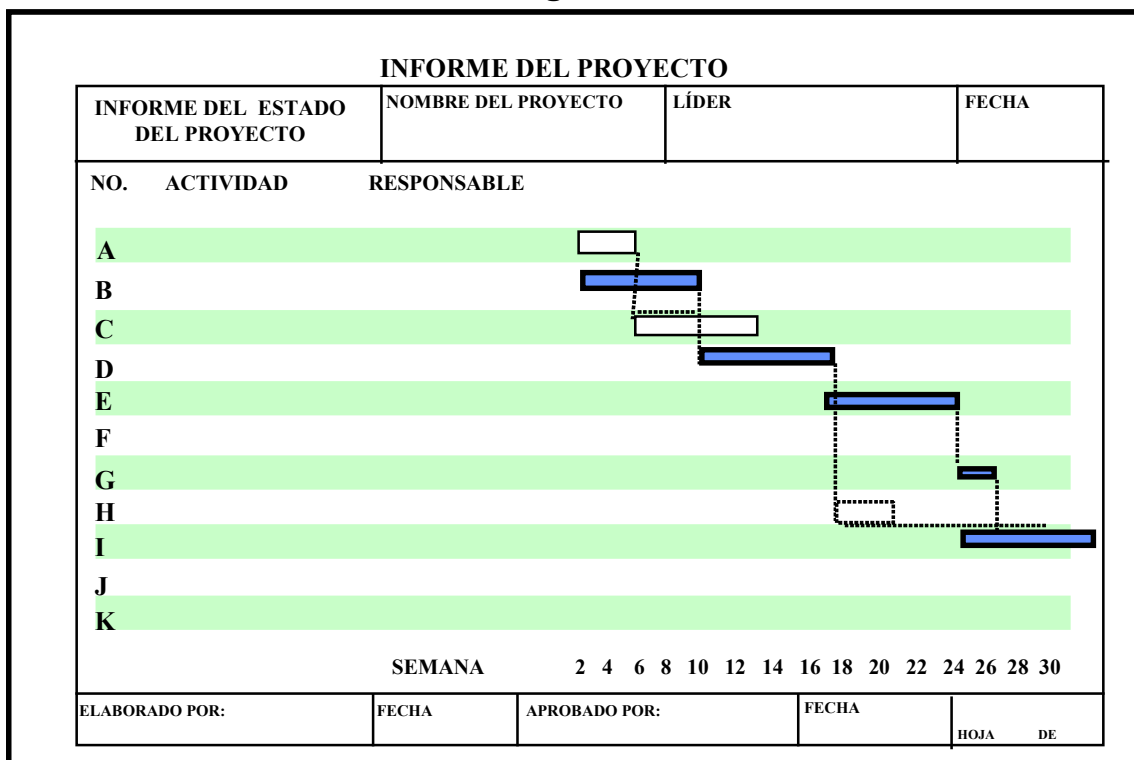 INFORME DEL PROYECTO
INFORME DEL ESTADO
DEL PROYECTO
NOMBRE DEL PROYECTO
LÍDER
FECHA
NO. ACTIVIDAD RESPONSABLE
A
B
C
D
E
F
G
H
I
J
K
SEMANA 2 4 6 8 10 12 14 16 18 20 22 24 26 28 30
ELABORADO POR:
FECHA
APROBADO POR:
FECHA
HOJA DE